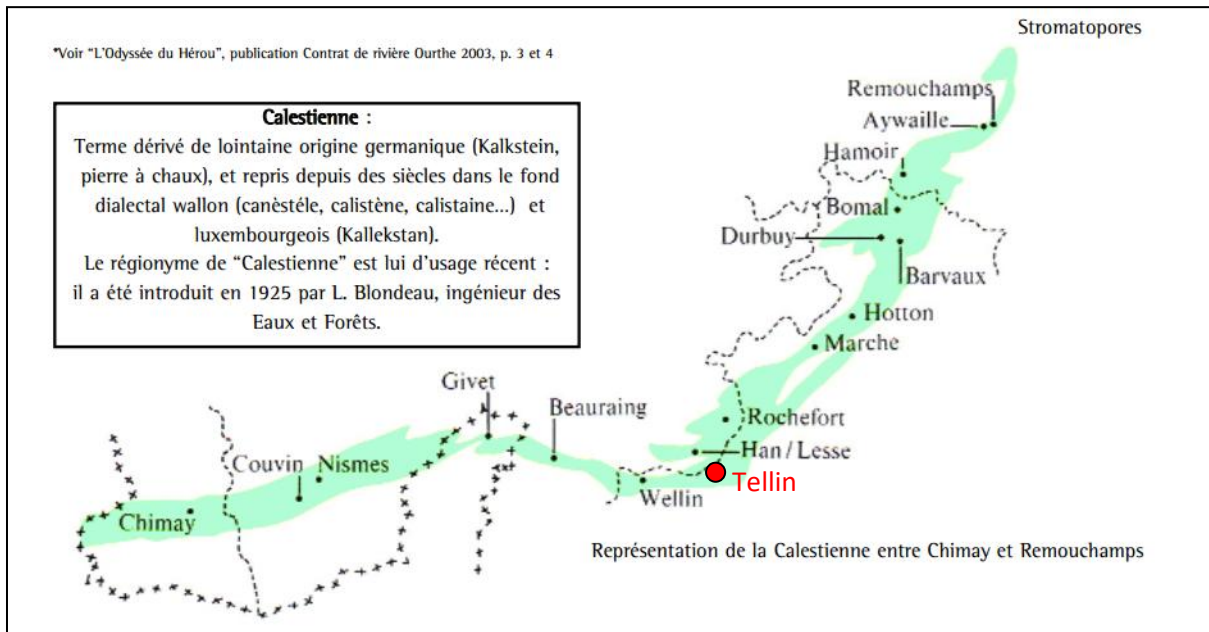 Stromatopores
*Voir "L'Odyssée du Hérou", publication Contrat de rivière Ourthe 2003, p. 3 et 4
Calestienne :
Terme dérivé de lointaine origine germanique (Kalkstein,
pierre à chaux), et repris depuis des siècles dans le fond
dialectal wallon (canèstéle, calistène, calistaine...) et
luxembourgeois (Kallekstan).
Le régionyme de "Calestienne" est lui d'usage récent :
il a été introduit en 1925 par L. Blondeau, ingénieur des
Eaux et Forêts.
Remouchamps
Aywaille
Hamoir
Bomal
Durbuy
Barvaux
Hotton
Marche
Givet
Beauraing
Rochefort
Han/Lesse
Couvin Nismes
Tellin
Wellin
Chimay
Représentation de la Calestienne entre Chimay et Remouchamps